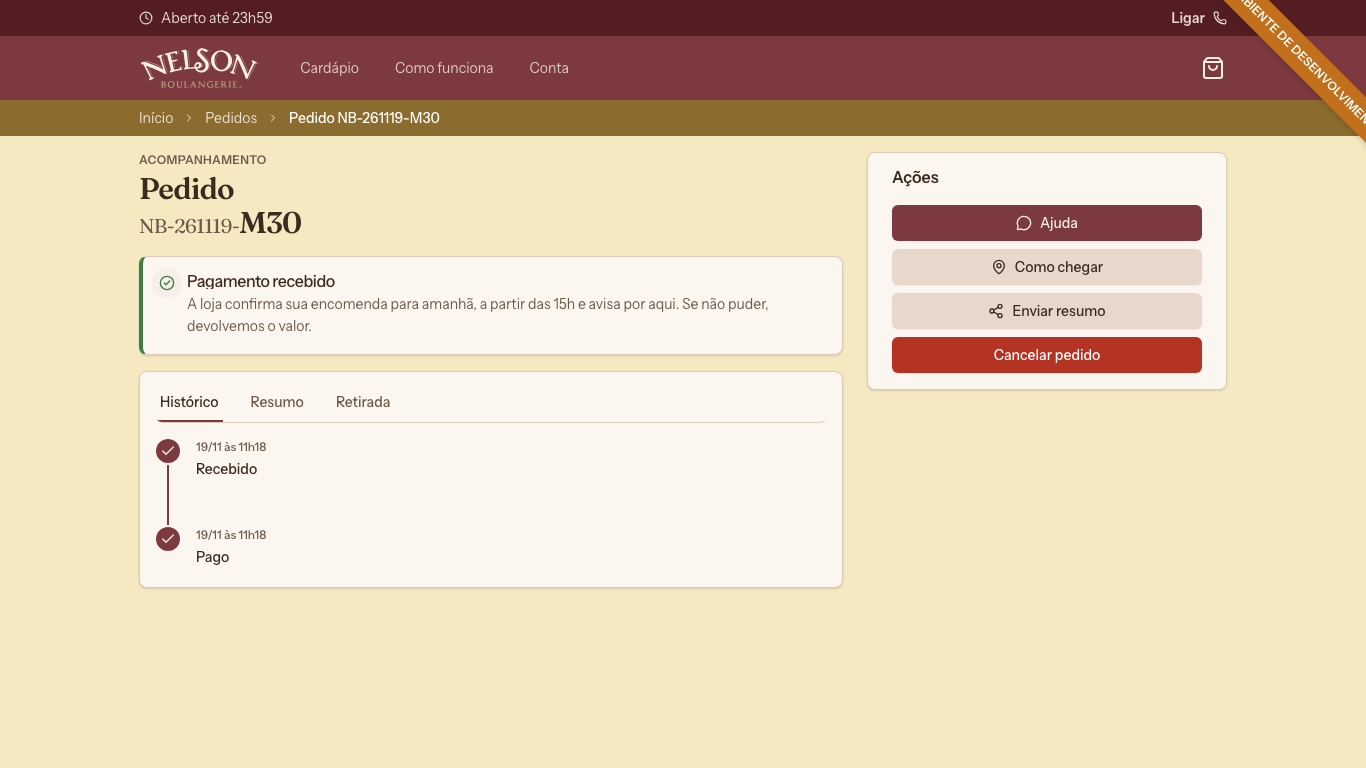 Aberto até 23h59
Ligar
NELSON
BOULANGERIE
Cardápio
Como funciona
Conta
Início
Pedidos
Pedido NB-261119-M30
ACOMPANHAMENTO
Pedido
NB-261119-M30
Pagamento recebido
A loja confirma sua encomenda para amanhã, a partir das 15h e avisa por aqui. Se não puder,
devolvemos o valor.
Histórico
Resumo
Retirada
19/11 às 11h18
Recebido
19/11 às 11h18
Pago
Ações
Ajuda
Como chegar
Enviar resumo
Cancelar pedido
DE